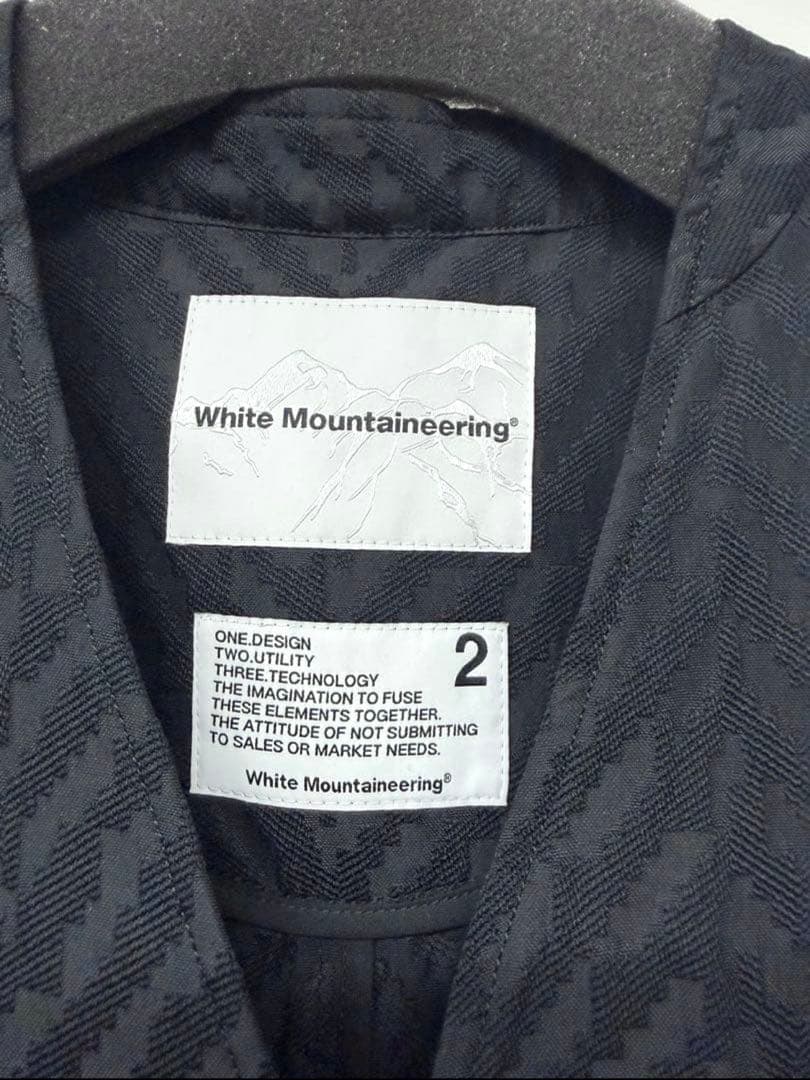 White Mountaineering®
ONE.DESIGN
TWO.UTILITY
THREE.TECHNOLOGY
THE IMAGINATION TO FUSE
THESE ELEMENTS TOGETHER.
THE ATTITUDE OF NOT SUBMITTING
TO SALES OR MARKET NEEDS.
2
White Mountaineering®